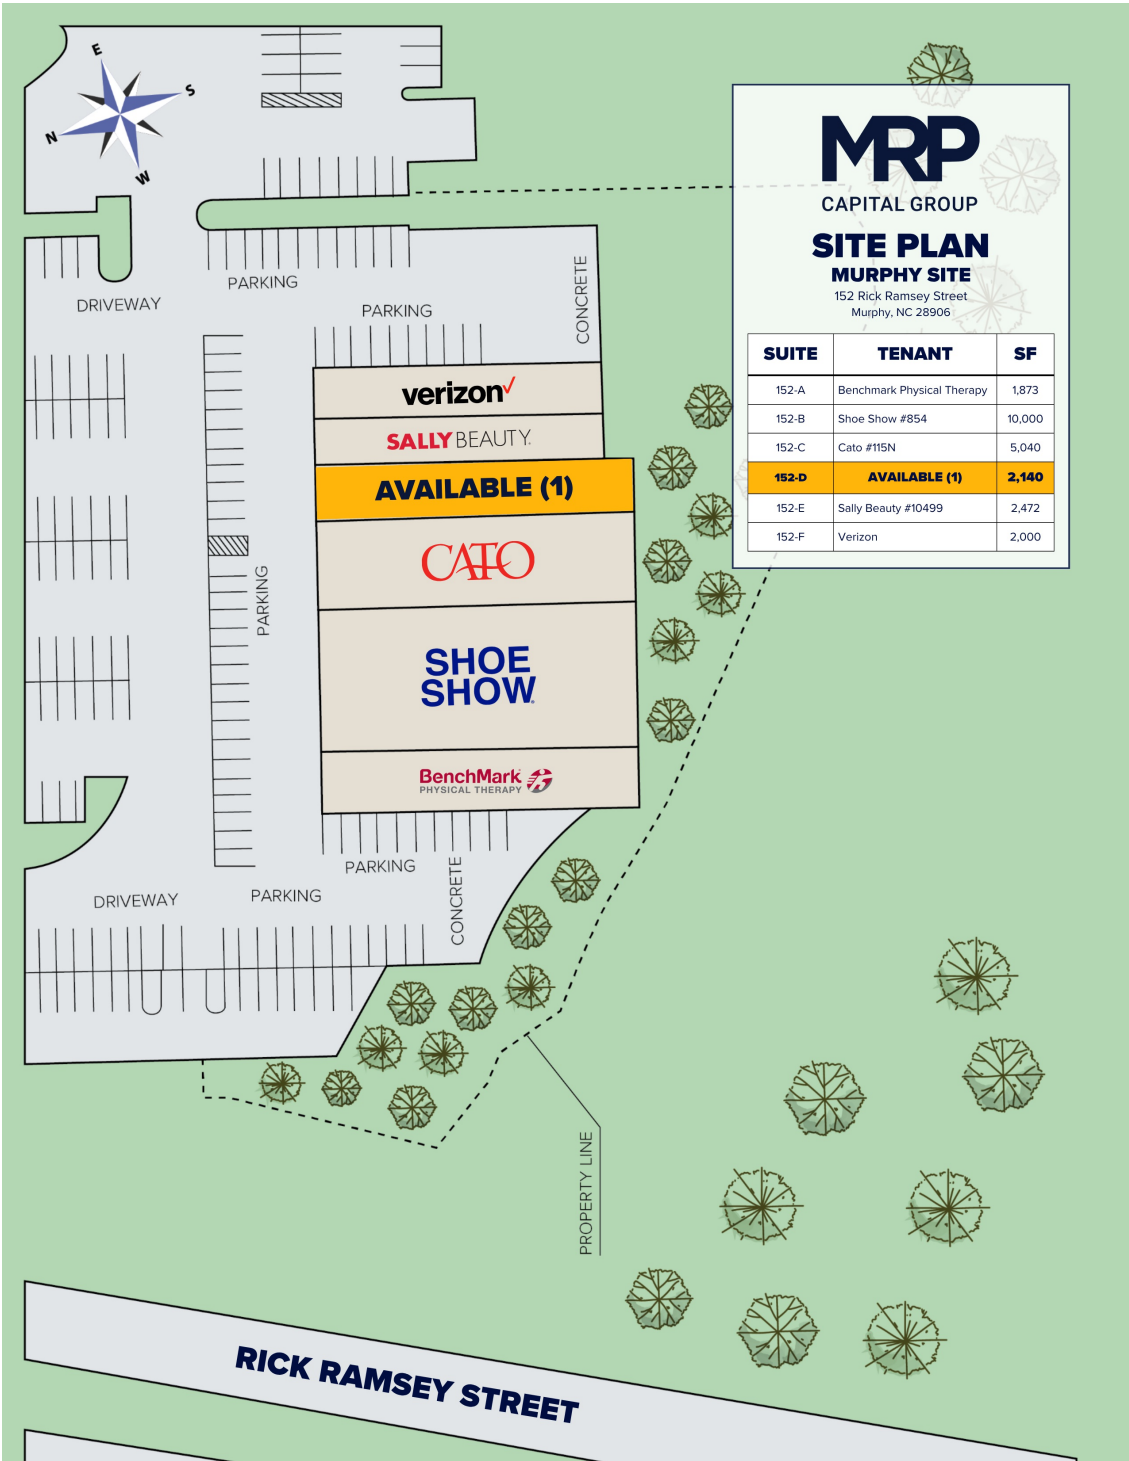 E
S
N
W
MRP
CAPITAL GROUP
SITE PLAN
MURPHY SITE
152 Rick Ramsey Street
Murphy, NC 28906
SUITE TENANT SF
152-A Benchmark Physical Therapy 1,873
152-B Shoe Show #854 10,000
152-C Cato #115N 5,040
152-D AVAILABLE (1) 2,140
152-E Sally Beauty #10499 2,472
152-F Verizon 2,000
PARKING
DRIVEWAY
PARKING
CONCRETE
verizon
SALLY BEAUTY
AVAILABLE (1)
CATO
PARKING
SHOE
SHOW
BenchMark
PHYSICAL THERAPY
PARKING
DRIVEWAY
PARKING
CONCRETE
PROPERTY LINE
RICK RAMSEY STREET